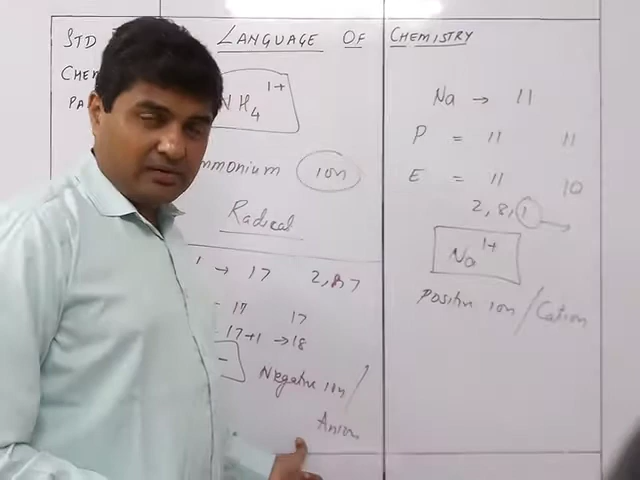 STD LANGUAGE OF CHEMISTRY
CHE
PA
NH4 1+
mmonium ion
Radical
→ 17 2, 8 7
17 17
17+1 → 18
-
Negative ion /
Anion
Na → 11
P = 11 11
E = 11 10
2, 8, 1 →
Na 1+
Positive ion / Cation